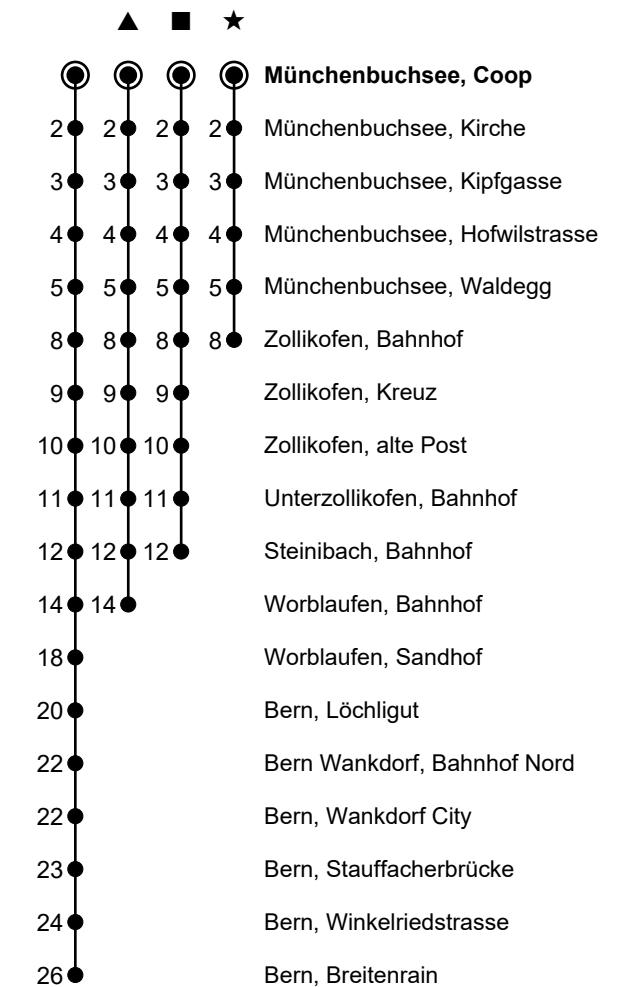 ▲ ■ ★
Münchenbuchsee, Coop
2 2 2 2 Münchenbuchsee, Kirche
3 3 3 3 Münchenbuchsee, Kipfgasse
4 4 4 4 Münchenbuchsee, Hofwilstrasse
5 5 5 5 Münchenbuchsee, Waldegg
8 8 8 8 Zollikofen, Bahnhof
9 9 9 Zollikofen, Kreuz
10 10 10 Zollikofen, alte Post
11 11 11 Unterzollikofen, Bahnhof
12 12 12 Steinibach, Bahnhof
14 14 Worblaufen, Bahnhof
18 Worblaufen, Sandhof
20 Bern, Löchligut
22 Bern Wankdorf, Bahnhof Nord
22 Bern, Wankdorf City
23 Bern, Stauffacherbrücke
24 Bern, Winkelriedstrasse
26 Bern, Breitenrain